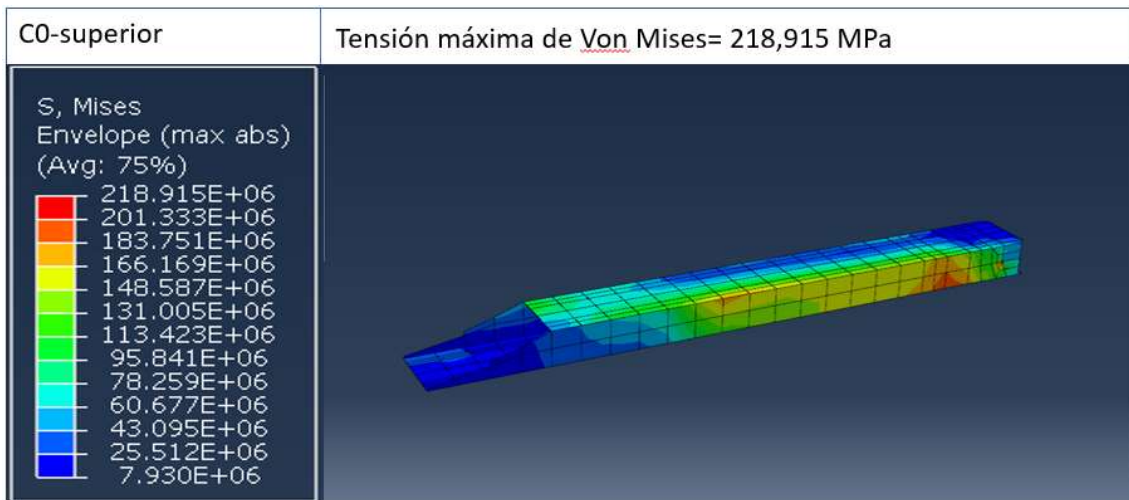 C0-superior
Tensión máxima de Von Mises= 218,915 MPa
S, Mises
Envelope (max abs)
(Avg: 75%)
218.915E+06
201.333E+06
183.751E+06
166.169E+06
148.587E+06
131.005E+06
113.423E+06
95.841E+06
78.259E+06
60.677E+06
43.095E+06
25.512E+06
7.930E+06